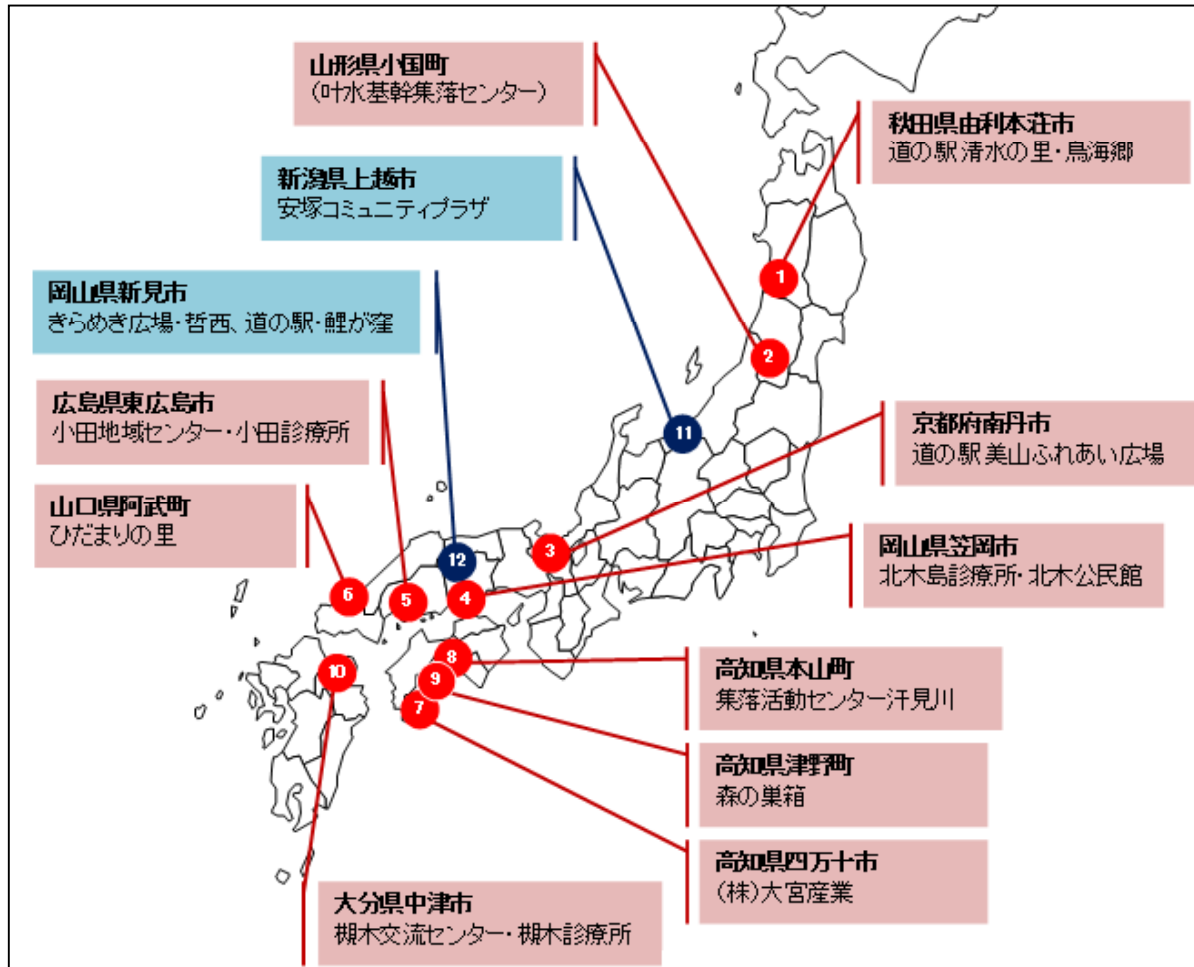 山形県小国町
(叶水基幹集落センター)
秋田県由利本荘市
道の駅 清水の里・鳥海郷
新潟県上越市
安塚コミュニティプラザ
岡山県新見市
きらめき広場・哲西、道の駅・鯉が窪
広島県東広島市
小田地域センター・小田診療所
京都府南丹市
道の駅 美山ふれあい広場
山口県阿武町
ひだまりの里
岡山県笠岡市
北木島診療所・北木公民館
高知県本山町
集落活動センター汗見川
高知県津野町
森の巣箱
高知県四万十市
(株)大宮産業
大分県中津市
槻木交流センター・槻木診療所
1
2
11
3
12
4
5
6
8
10
9
7